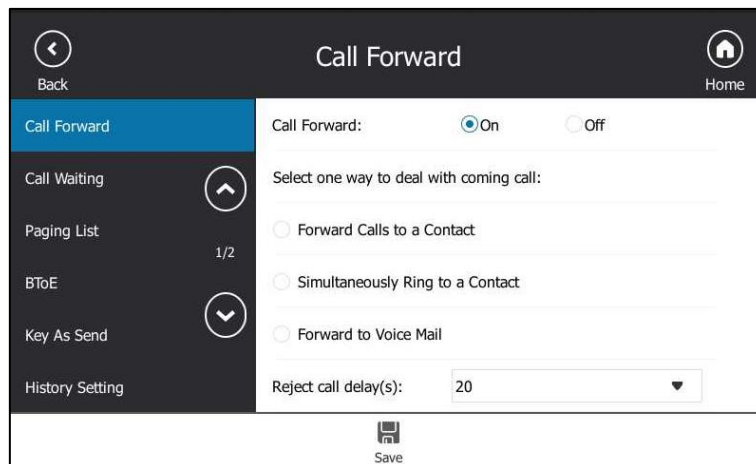 Call Forward
Back
Home
Call Forward
Call Waiting
Paging List
1/2
BToE
Key As Send
History Setting
Call Forward: On Off
Select one way to deal with coming call:
Forward Calls to a Contact
Simultaneously Ring to a Contact
Forward to Voice Mail
Reject call delay(s): 20
Save